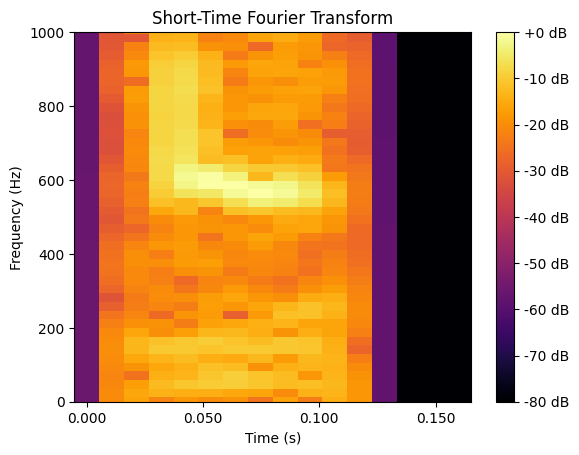 Short-Time Fourier Transform
1000
800
600
400
200
0
Frequency (Hz)
0.000
0.050
0.100
0.150
Time (s)
+0 dB
-10 dB
-20 dB
-30 dB
-40 dB
-50 dB
-60 dB
-70 dB
-80 dB